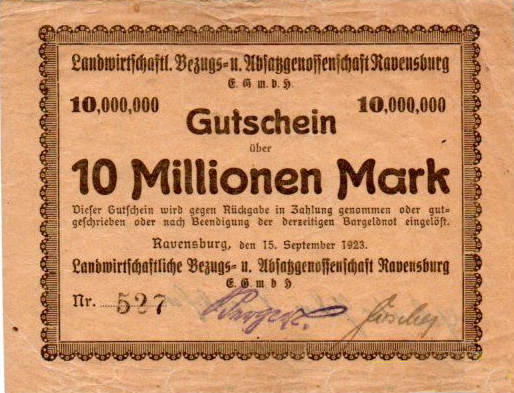 Landwirtschaftl. Bezugs- u. Absatzgenossenschaft Ravensburg
E. G. m. b. H.
10,000,000 10,000,000
Gutschein
über
10 Millionen Mark
Dieser Gutschein wird gegen Rückgabe in Zahlung genommen oder gut-
geschrieben oder nach Beendigung der derzeitigen Bargeldnot eingelöst.
Ravensburg, den 15. September 1923.
Landwirtschaftliche Bezugs- u. Absatzgenossenschaft Ravensburg
E. G. m. b. H
Nr. 527